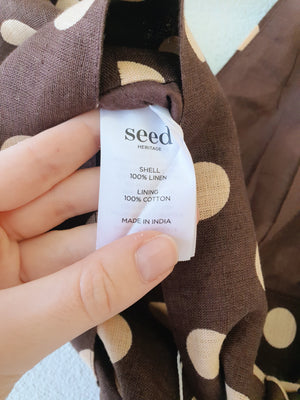 seed
HERITAGE
SHELL
100% LINEN
LINING
100% COTTON
MADE IN INDIA